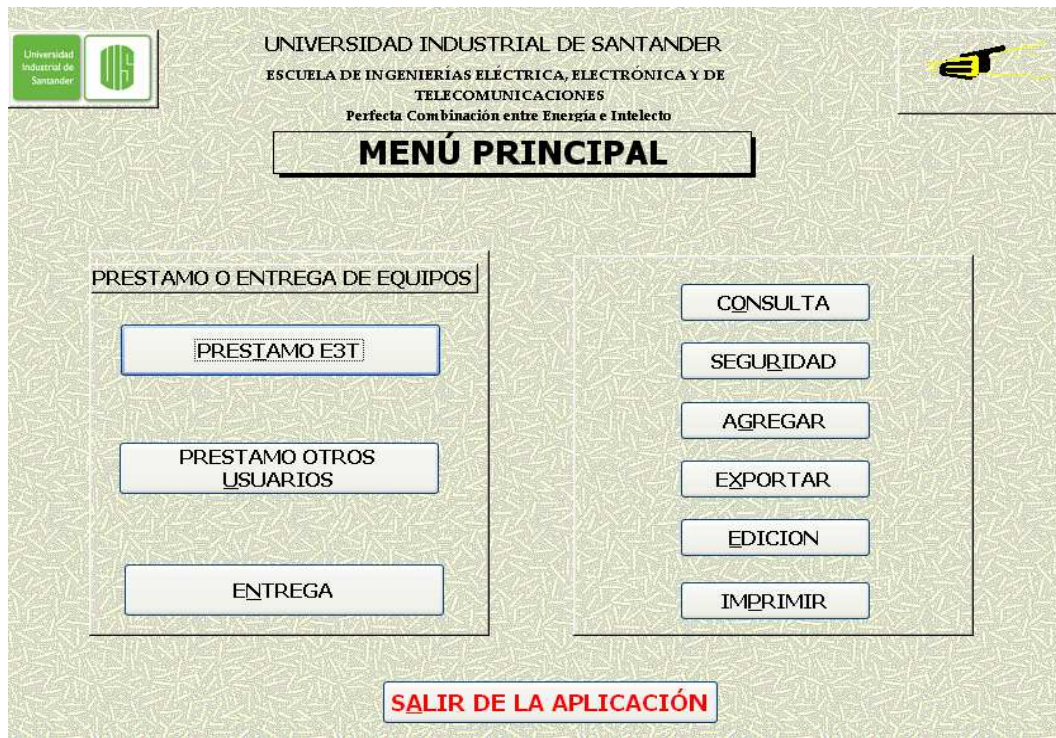 Universidad
Industrial de
Santander
UIS
UNIVERSIDAD INDUSTRIAL DE SANTANDER
ESCUELA DE INGENIERÍAS ELÉCTRICA, ELECTRÓNICA Y DE
TELECOMUNICACIONES
Perfecta Combinación entre Energía e Intelecto
MENÚ PRINCIPAL
PRESTAMO O ENTREGA DE EQUIPOS
PRESTAMO E3T
PRESTAMO OTROS
USUARIOS
ENTREGA
CONSULTA
SEGURIDAD
AGREGAR
EXPORTAR
EDICION
IMPRIMIR
SALIR DE LA APLICACIÓN